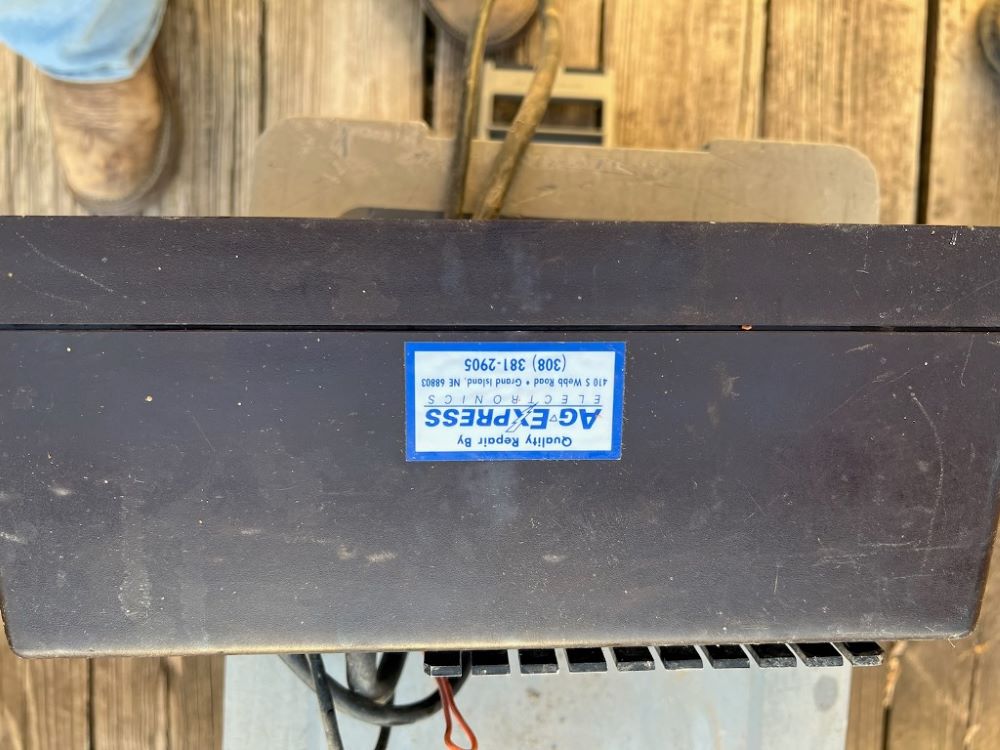 Quality Repair By
AG EXPRESS
ELECTRONICS
410 S Webb Road • Grand Island, NE 68803
(308) 381-2905